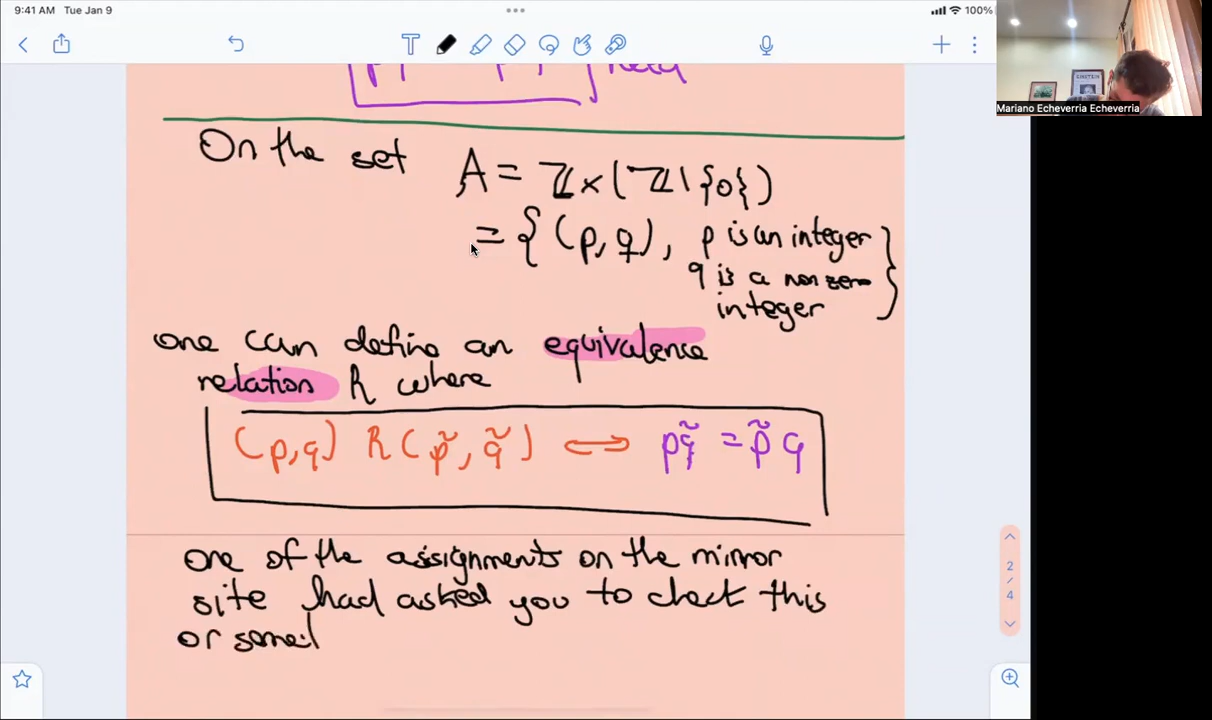 9:41 AM Tue Jan 9
100%
Mariano Echeverria Echeverria
On the set A = ℤ×(ℤ\{0})
= {(p,q), p is an integer
q is a non zero
integer}
one can define an equivalence
relation R where
(p,q) R (p̃,q̃) ⟺ pq̃ = p̃q
one of the assignments on the mirror
site had asked you to check this
or some
2
/
4